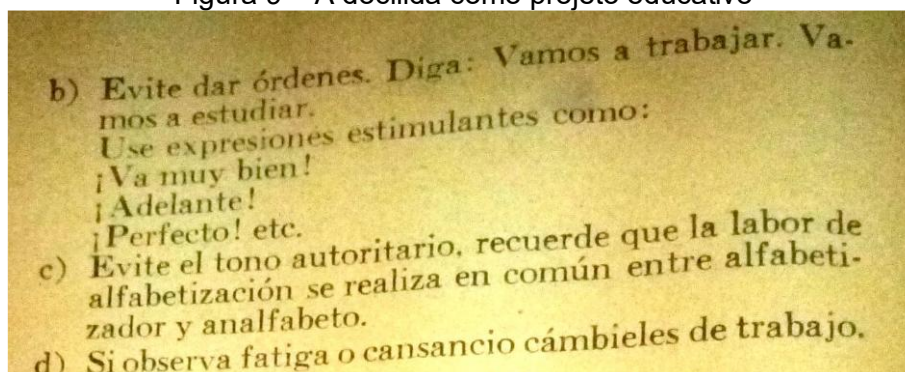 b) Evite dar órdenes. Diga: Vamos a trabajar. Va-
mos a estudiar.
Use expresiones estimulantes como:
¡Va muy bien!
¡Adelante!
¡Perfecto! etc.
c) Evite el tono autoritario, recuerde que la labor de
alfabetización se realiza en común entre alfabeti-
zador y analfabeto.
d) Si observa fatiga o cansancio cámbieles de trabajo.